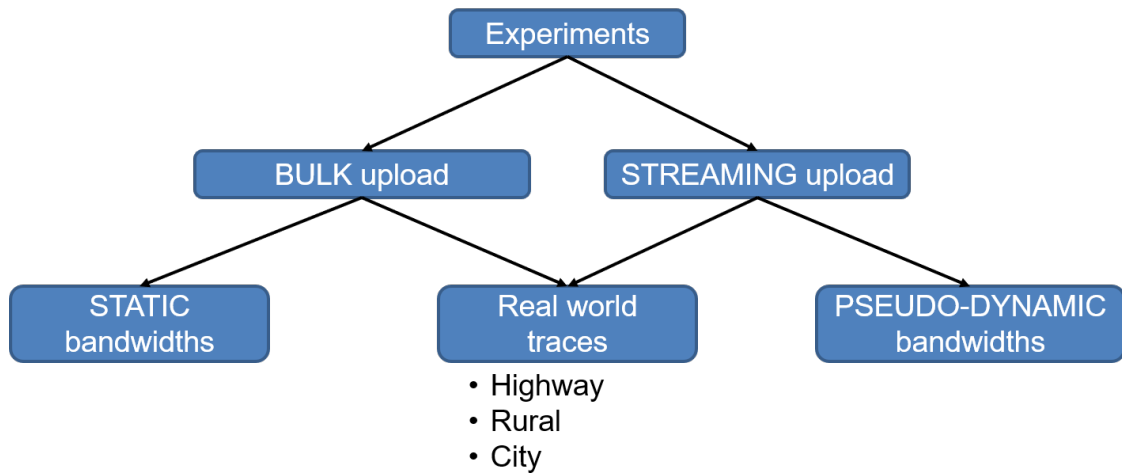 Experiments
BULK upload
STREAMING upload
STATIC
bandwidths
Real world
traces
PSEUDO-DYNAMIC
bandwidths
• Highway
• Rural
• City